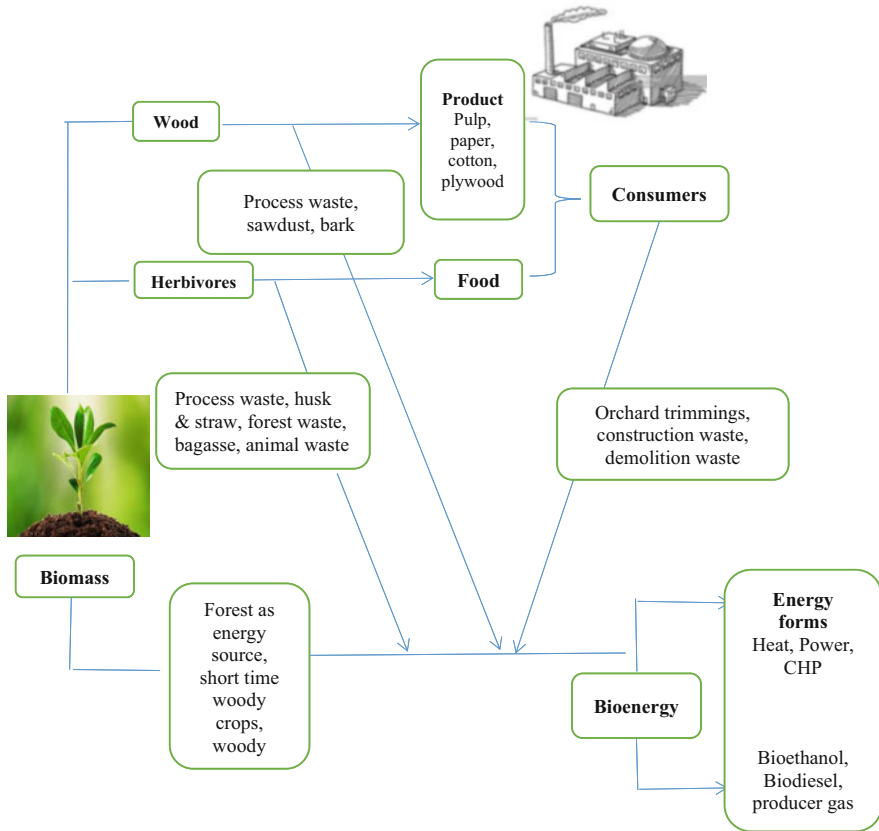 Wood
Product
Pulp,
paper,
cotton,
plywood
Consumers
Process waste,
sawdust, bark
Herbivores
Food
Process waste, husk
& straw, forest waste,
bagasse, animal waste
Orchard trimmings,
construction waste,
demolition waste
Biomass
Forest as
energy
source,
short time
woody
crops,
woody
Bioenergy
Energy
forms
Heat, Power,
CHP
Bioethanol,
Biodiesel,
producer gas